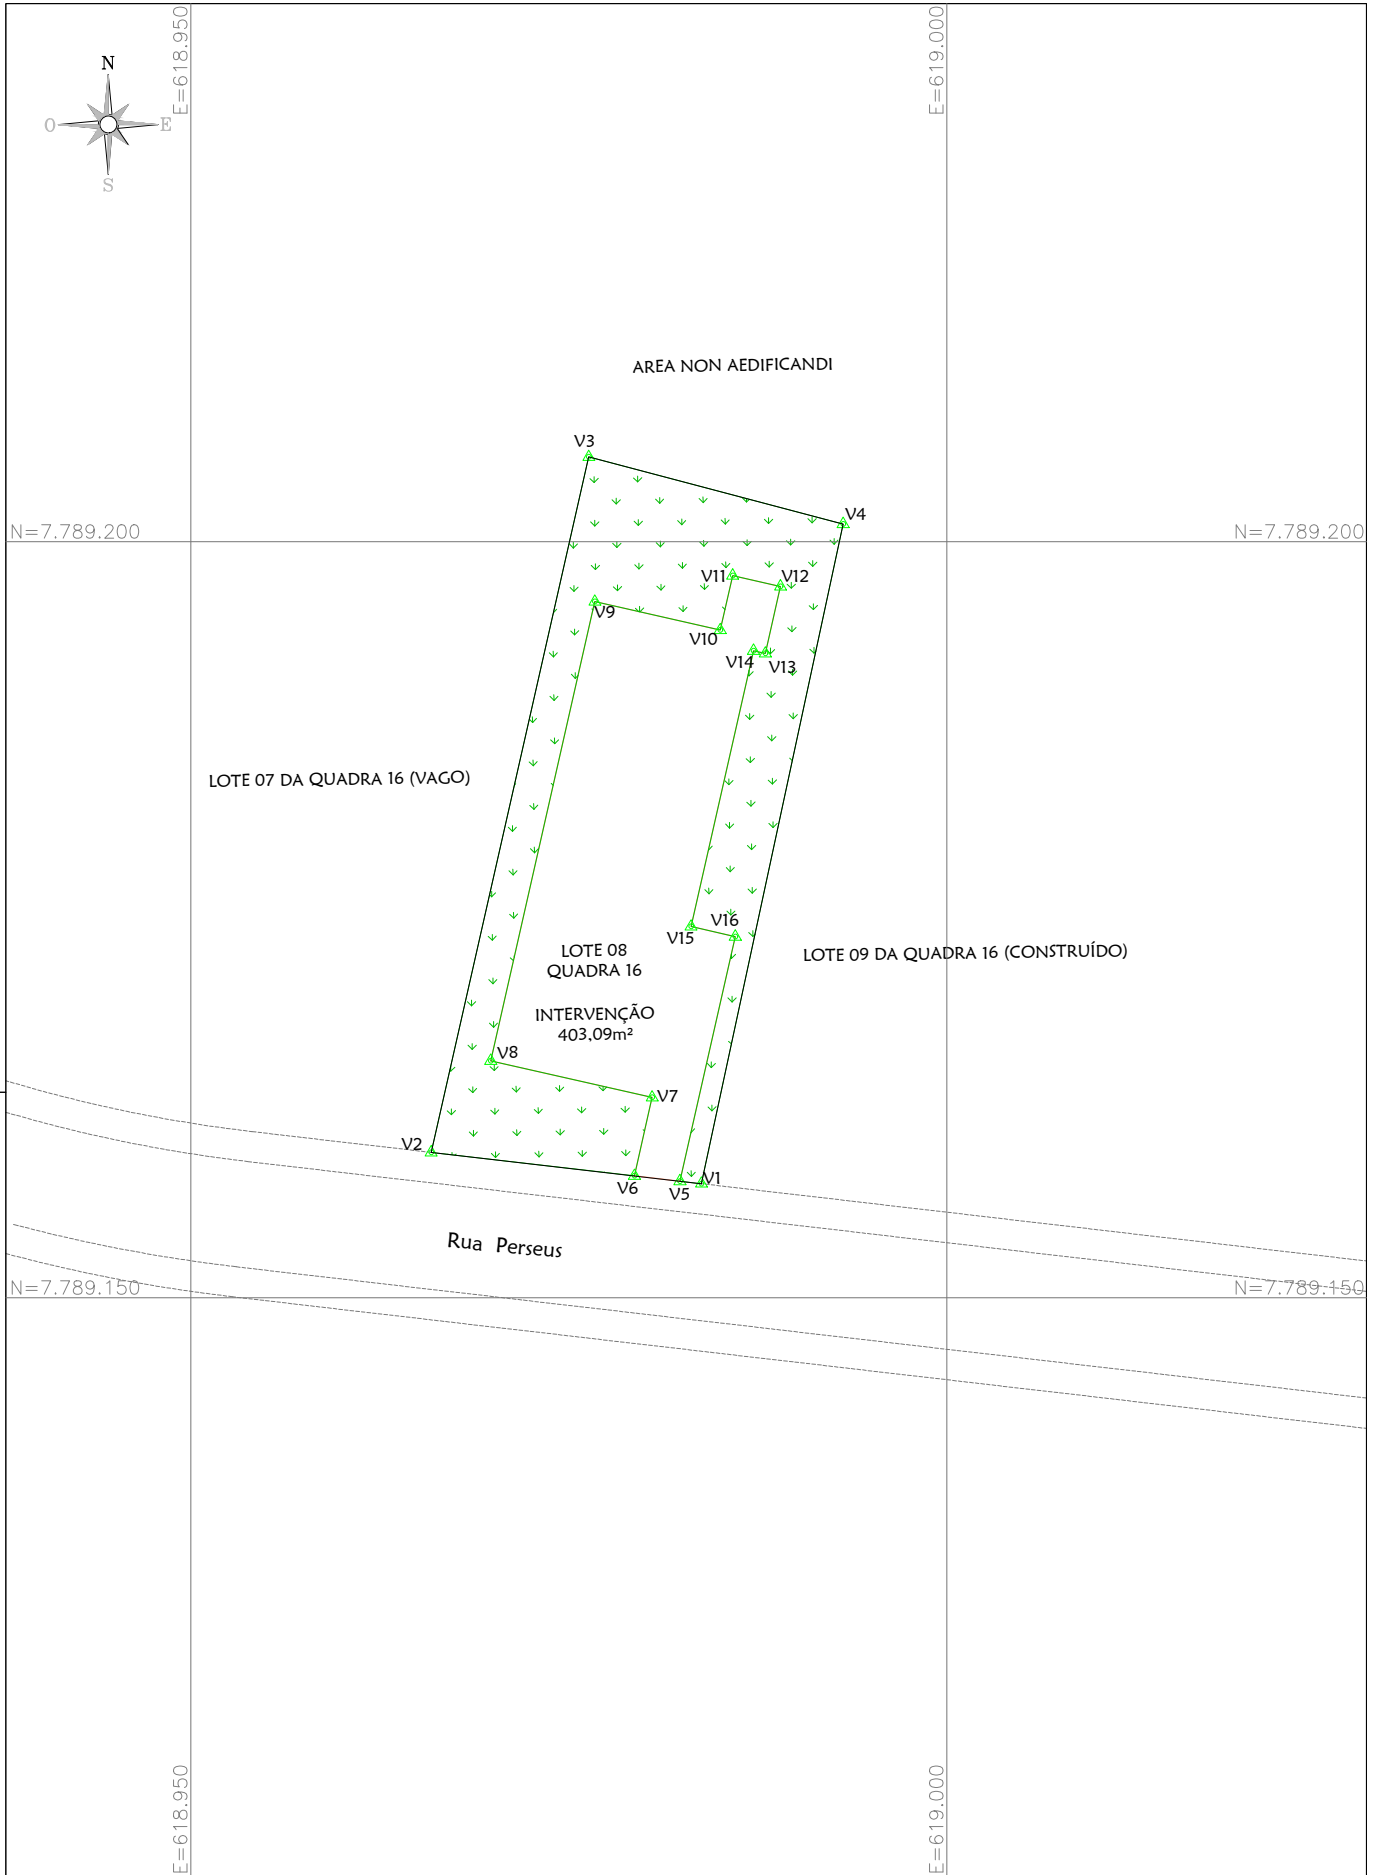 E=618.950
E=619.000
N
O
E
S
AREA NON AEDIFICANDI
V3
V4
N=7.789.200
N=7.789.200
V11
V12
V9
V10
V14
V13
LOTE 07 DA QUADRA 16 (VAGO)
V16
V15
LOTE 08
QUADRA 16
LOTE 09 DA QUADRA 16 (CONSTRUÍDO)
INTERVENÇÃO
403,09m²
V8
V7
V2
V6
V5
V1
Rua Perseus
N=7.789.150
N=7.789.150
E=618.950
E=619.000